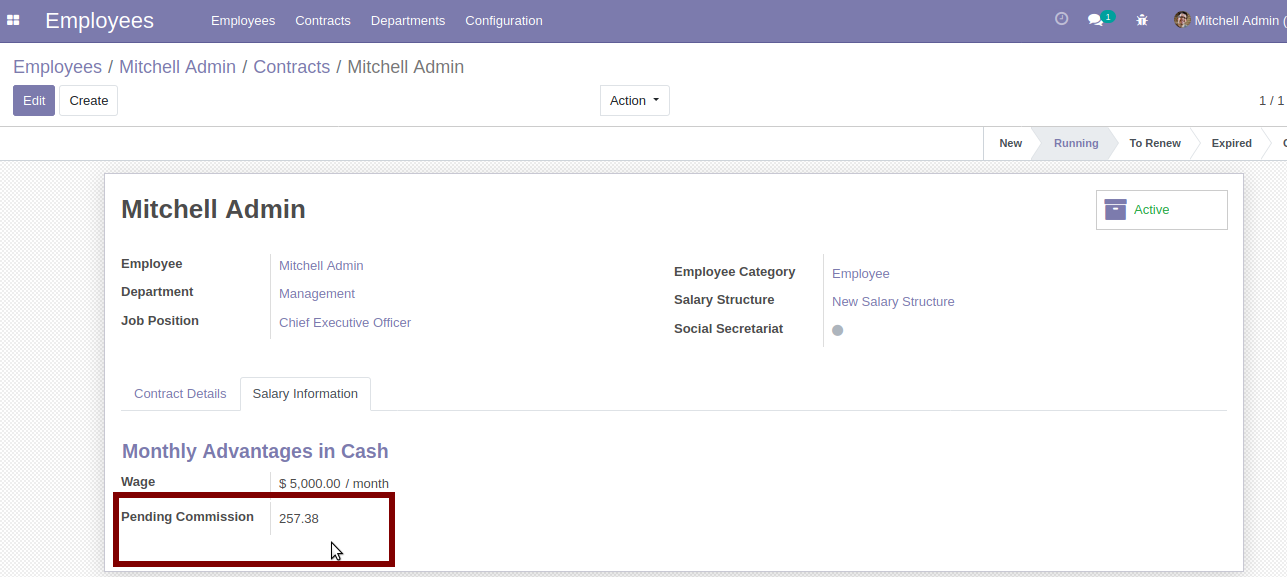 Employees Employees Contracts Departments Configuration 1 Mitchell Admin (
Employees / Mitchell Admin / Contracts / Mitchell Admin
Edit Create Action 1 / 1
New Running To Renew Expired
Mitchell Admin
Active
Employee Mitchell Admin
Department Management
Job Position Chief Executive Officer
Employee Category Employee
Salary Structure New Salary Structure
Social Secretariat
Contract Details Salary Information
Monthly Advantages in Cash
Wage $ 5,000.00 / month
Pending Commission 257.38